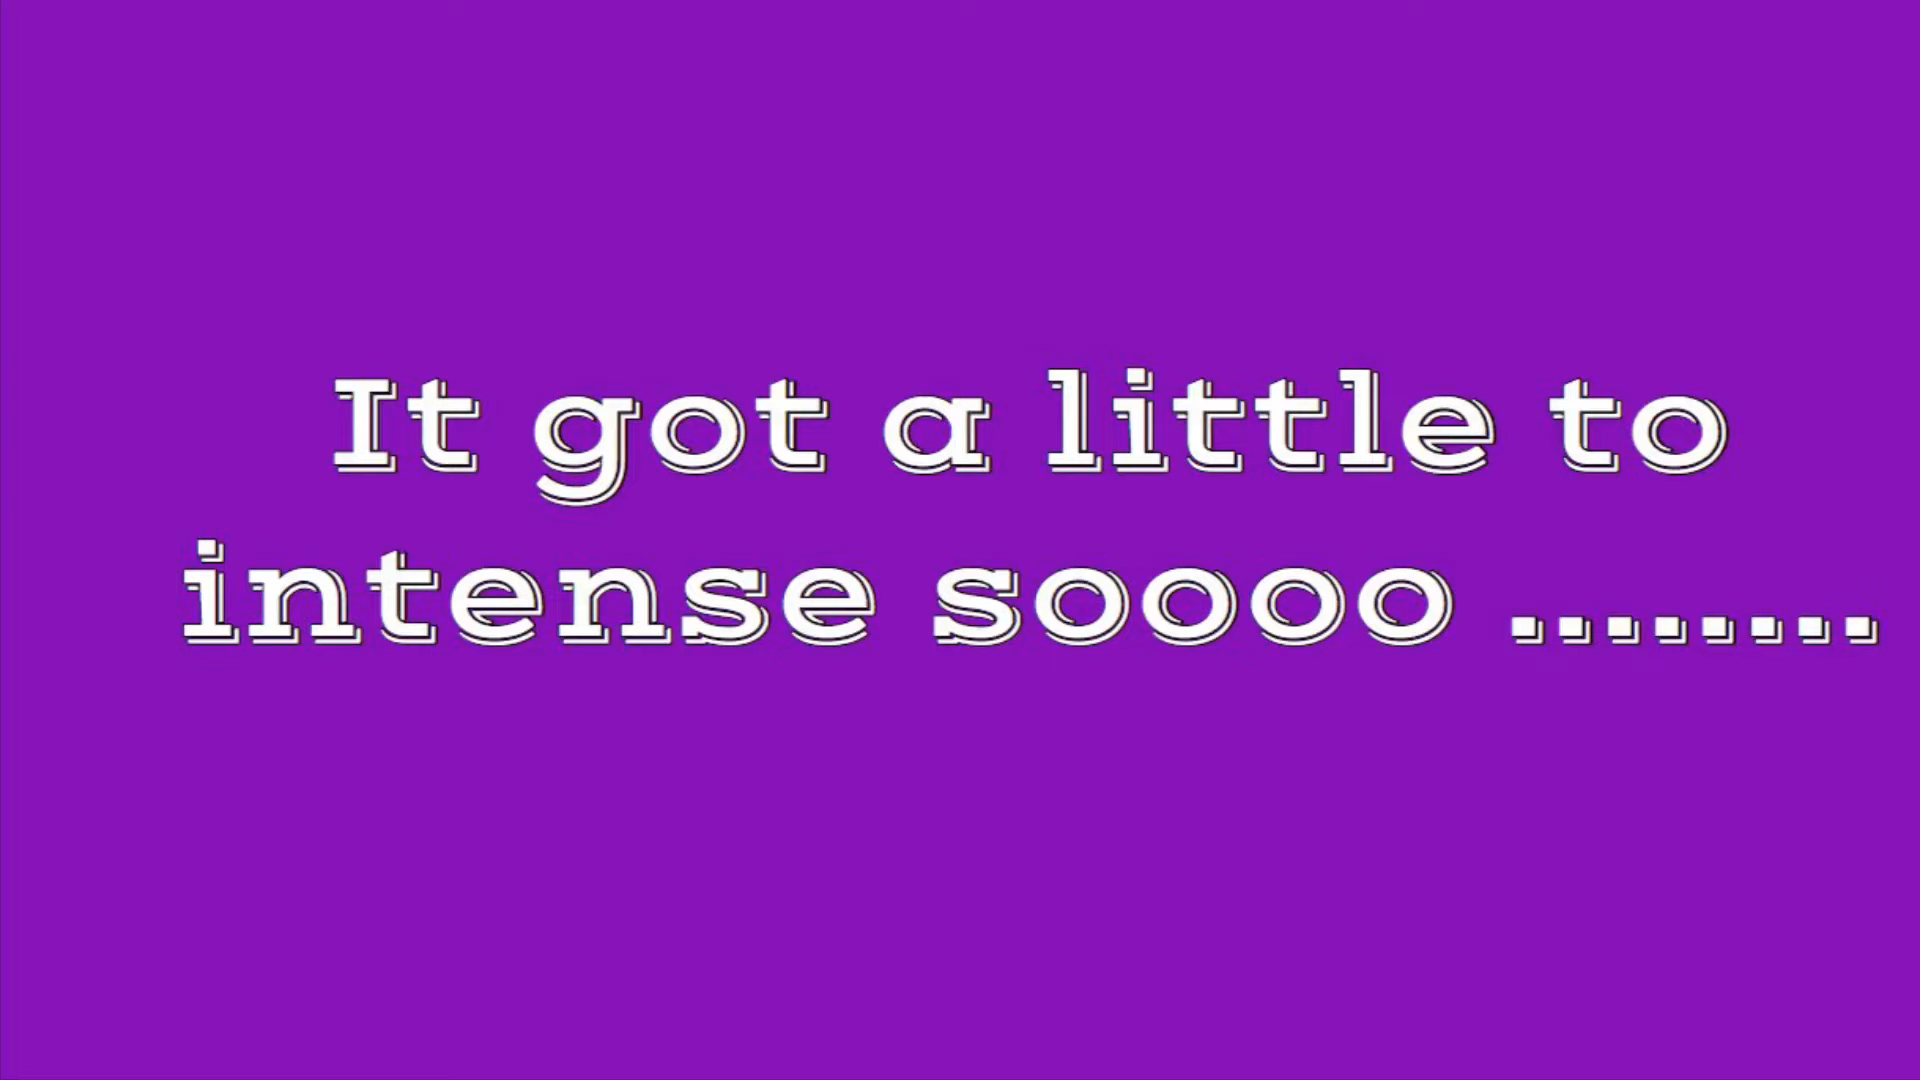 It got a little to
intense soooo ........